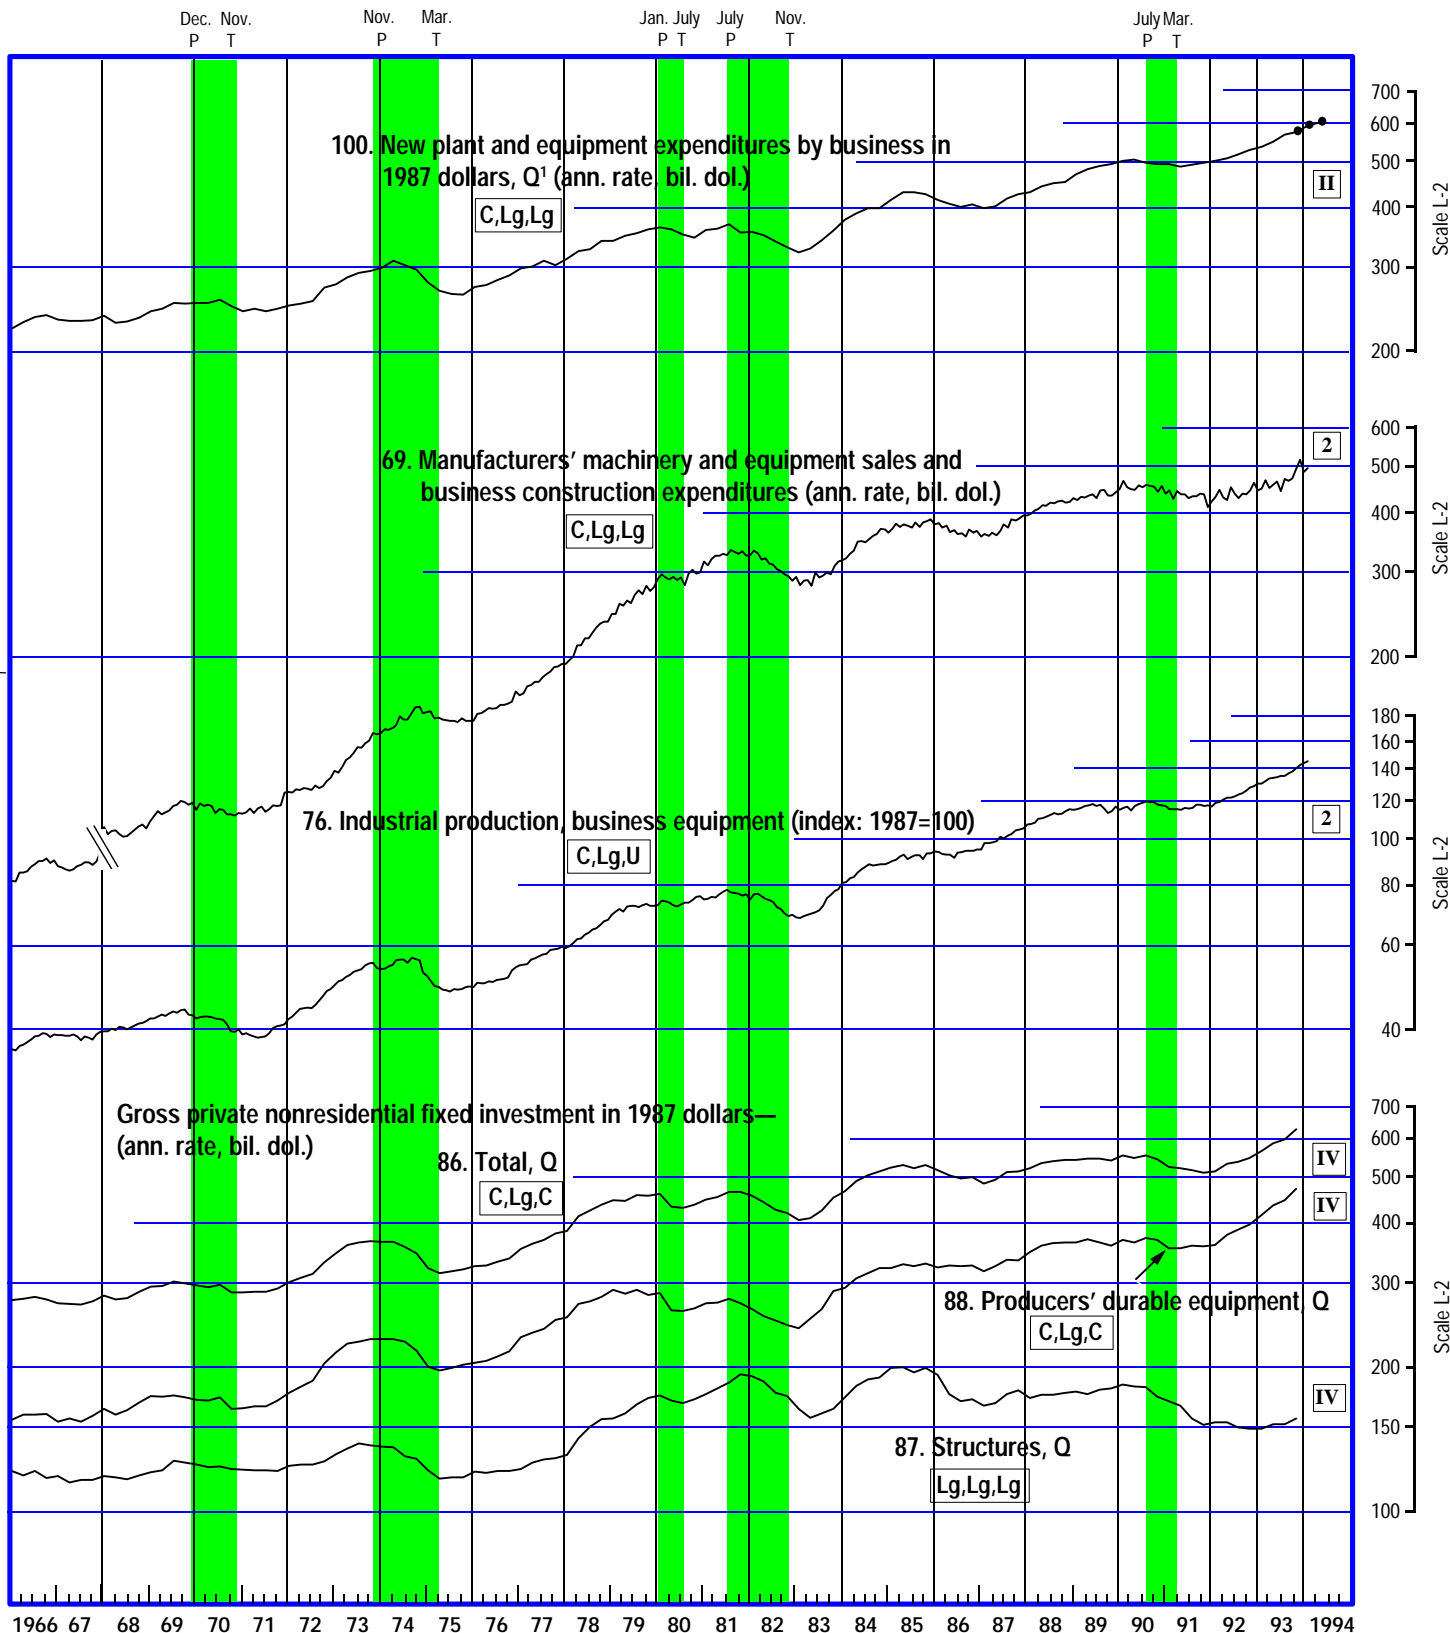 Dec. Nov. Nov. Mar. Jan. July July Nov. July Mar.
P T P T P T P T P T
100. New plant and equipment expenditures by business in
1987 dollars, Q¹ (ann. rate, bil. dol.)
C,Lg,Lg
II
700
600
500
400
300
200
Scale L-2
69. Manufacturers’ machinery and equipment sales and
business construction expenditures (ann. rate, bil. dol.)
C,Lg,Lg
2
600
500
400
300
200
Scale L-2
76. Industrial production, business equipment (index: 1987=100)
C,Lg,U
2
180
160
140
120
100
80
60
40
Scale L-2
Gross private nonresidential fixed investment in 1987 dollars—
(ann. rate, bil. dol.)
86. Total, Q
C,Lg,C
IV
IV
88. Producers’ durable equipment, Q
C,Lg,C
IV
87. Structures, Q
Lg,Lg,Lg
700
600
500
400
300
200
150
100
Scale L-2
1966 67 68 69 70 71 72 73 74 75 76 77 78 79 80 81 82 83 84 85 86 87 88 89 90 91 92 93 1994